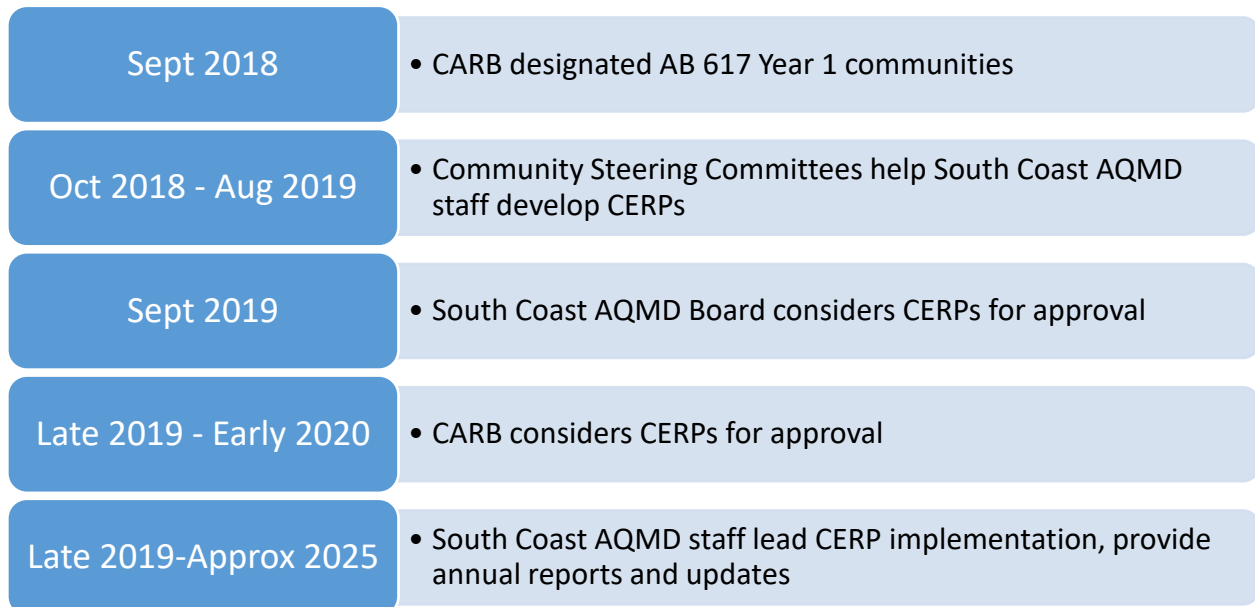 Sept 2018
• CARB designated AB 617 Year 1 communities
Oct 2018 - Aug 2019
• Community Steering Committees help South Coast AQMD
staff develop CERPs
Sept 2019
• South Coast AQMD Board considers CERPs for approval
Late 2019 - Early 2020
• CARB considers CERPs for approval
Late 2019-Approx 2025
• South Coast AQMD staff lead CERP implementation, provide
annual reports and updates